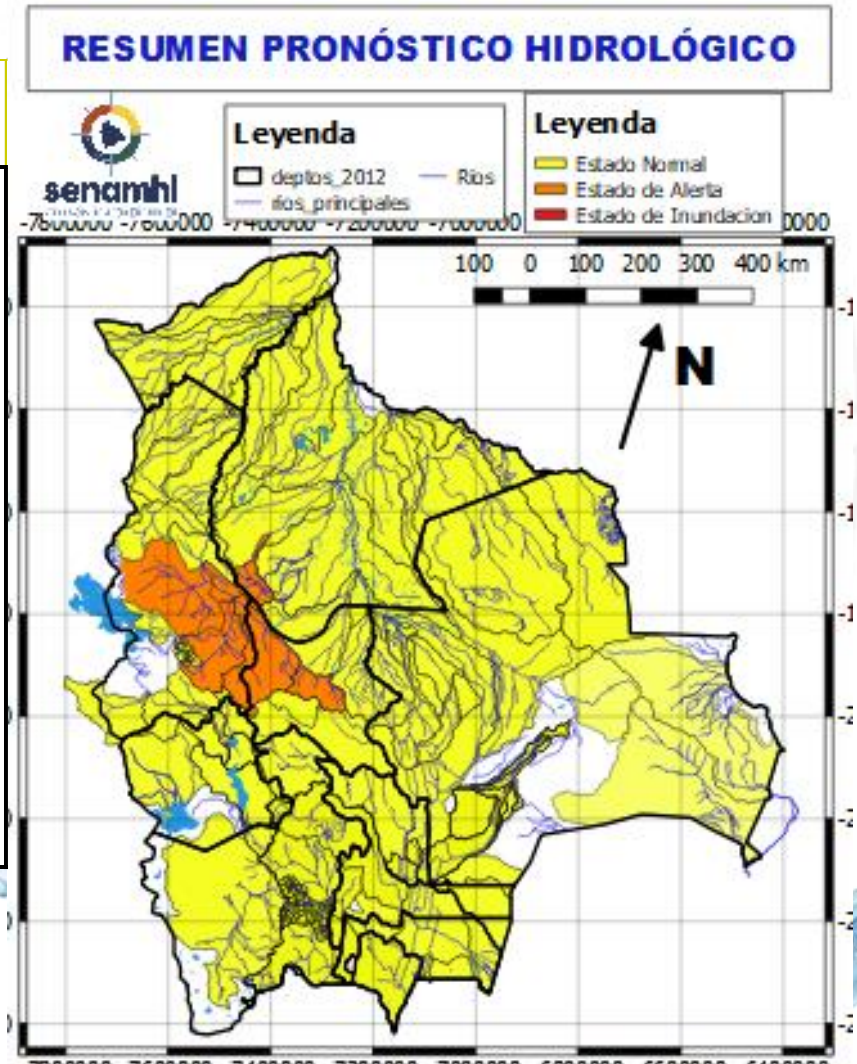 RESUMEN PRONÓSTICO HIDROLÓGICO
senamhi
Leyenda
deptos_2012
Rios
rios_principales
Leyenda
Estado Normal
Estado de Alerta
Estado de Inundacion
-7800000 -7600000 -7400000 -7200000 -7000000
100 0 100 200 300 400 km
N